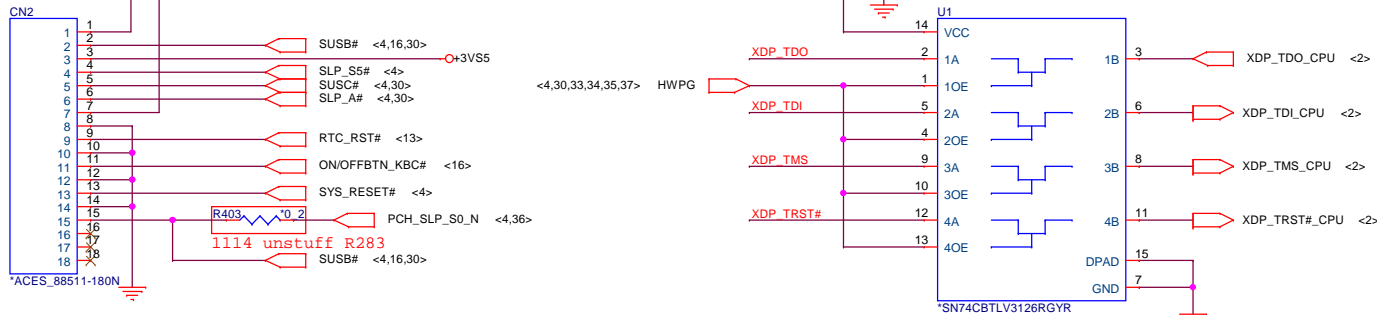 CN2
1 1
2 2 SUSB# <4,16,30>
3 3 +3VS5
4 4 SLP_S5# <4>
5 5 SUSC# <4,30>
6 6 SLP_A# <4,30>
7 7
8 8
9 9 RTC_RST# <13>
10 10
11 11 ON/OFFBTN_KBC# <16>
12 12
13 13 SYS_RESET# <4>
14 14
15 15 R403 *0_2 PCH_SLP_S0_N <4,36>
16 16
1114 unstuff R283
17 17
18 18 SUSB# <4,16,30>
*ACES_88511-180N
U1
14 VCC
XDP_TDO 2 1A 1B 3 XDP_TDO_CPU <2>
<4,30,33,34,35,37> HWPG 1 1OE
XDP_TDI 5 2A 2B 6 XDP_TDI_CPU <2>
4 2OE
XDP_TMS 9 3A 3B 8 XDP_TMS_CPU <2>
10 3OE
XDP_TRST# 12 4A 4B 11 XDP_TRST#_CPU <2>
13 4OE
DPAD 15
GND 7
*SN74CBTLV3126RGYR